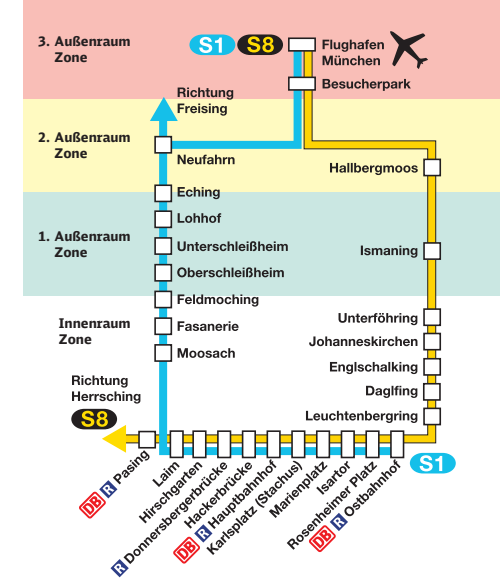 3. Außenraum
Zone
S1 S8
Flughafen
München
Besucherpark
Richtung
Freising
2. Außenraum
Zone
Neufahrn
Hallbergmoos
Eching
Lohhof
1. Außenraum
Zone
Unterschleißheim
Oberschleißheim
Ismaning
Feldmoching
Innenraum
Zone
Fasanerie
Moosach
Unterföhring
Johanneskirchen
Englschalking
Daglfing
Leuchtenbergring
Richtung
Herrsching
S8
S1
DB R Pasing
Laim
Hirschgarten
R Donnersbergerbrücke
Hackerbrücke
DB R Hauptbahnhof
Karlsplatz (Stachus)
Marienplatz
Isartor
Rosenheimer Platz
DB R Ostbahnhof